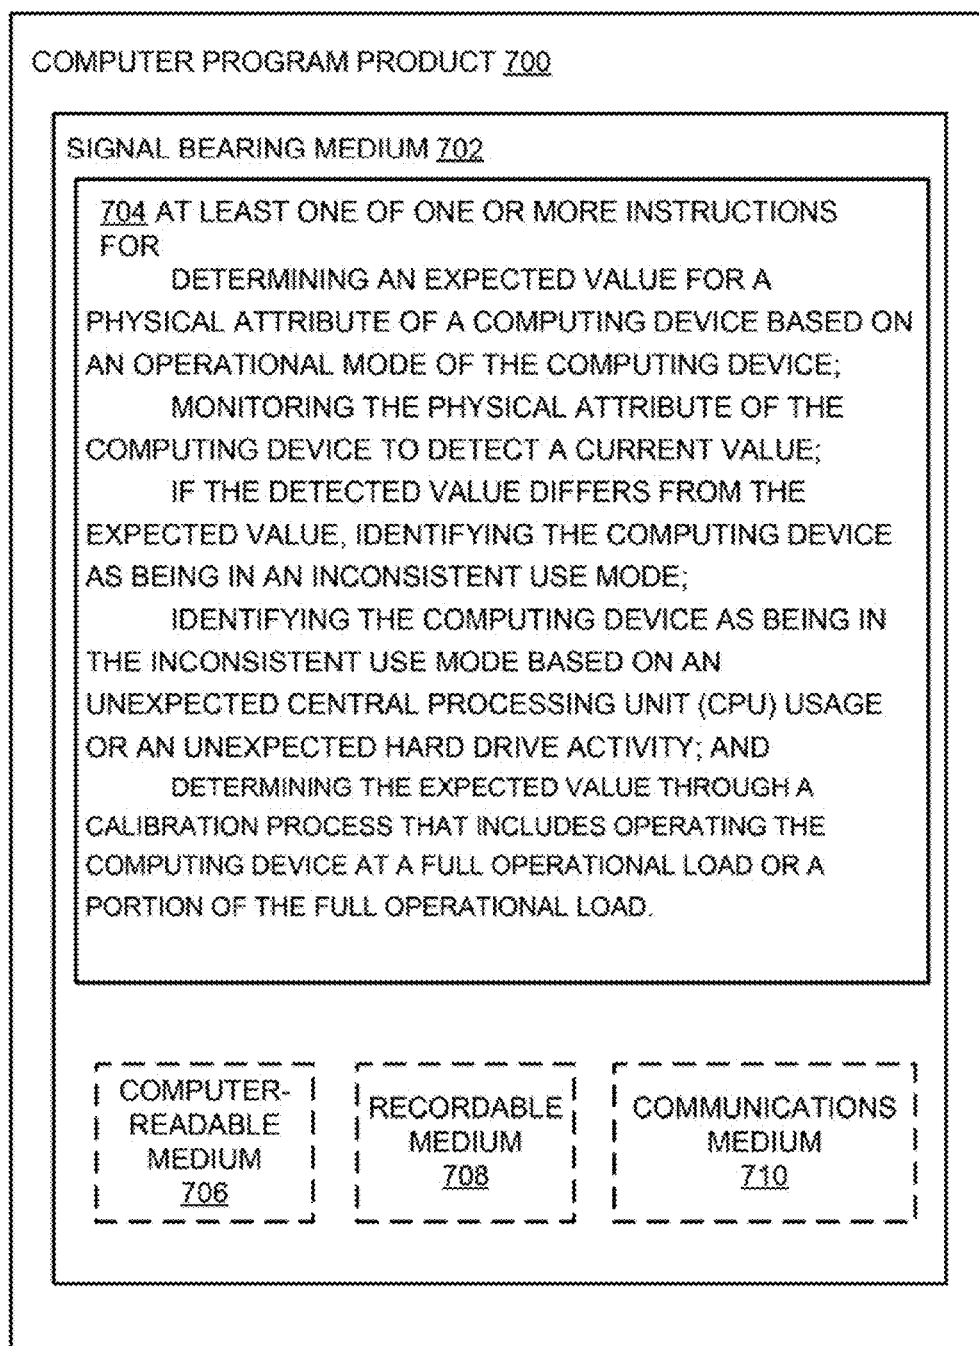 COMPUTER PROGRAM PRODUCT 700
SIGNAL BEARING MEDIUM 702
704 AT LEAST ONE OF ONE OR MORE INSTRUCTIONS
FOR
DETERMINING AN EXPECTED VALUE FOR A
PHYSICAL ATTRIBUTE OF A COMPUTING DEVICE BASED ON
AN OPERATIONAL MODE OF THE COMPUTING DEVICE;
MONITORING THE PHYSICAL ATTRIBUTE OF THE
COMPUTING DEVICE TO DETECT A CURRENT VALUE;
IF THE DETECTED VALUE DIFFERS FROM THE
EXPECTED VALUE, IDENTIFYING THE COMPUTING DEVICE
AS BEING IN AN INCONSISTENT USE MODE;
IDENTIFYING THE COMPUTING DEVICE AS BEING IN
THE INCONSISTENT USE MODE BASED ON AN
UNEXPECTED CENTRAL PROCESSING UNIT (CPU) USAGE
OR AN UNEXPECTED HARD DRIVE ACTIVITY; AND
DETERMINING THE EXPECTED VALUE THROUGH A
CALIBRATION PROCESS THAT INCLUDES OPERATING THE
COMPUTING DEVICE AT A FULL OPERATIONAL LOAD OR A
PORTION OF THE FULL OPERATIONAL LOAD.
COMPUTER-
READABLE
MEDIUM
706
RECORDABLE
MEDIUM
708
COMMUNICATIONS
MEDIUM
710